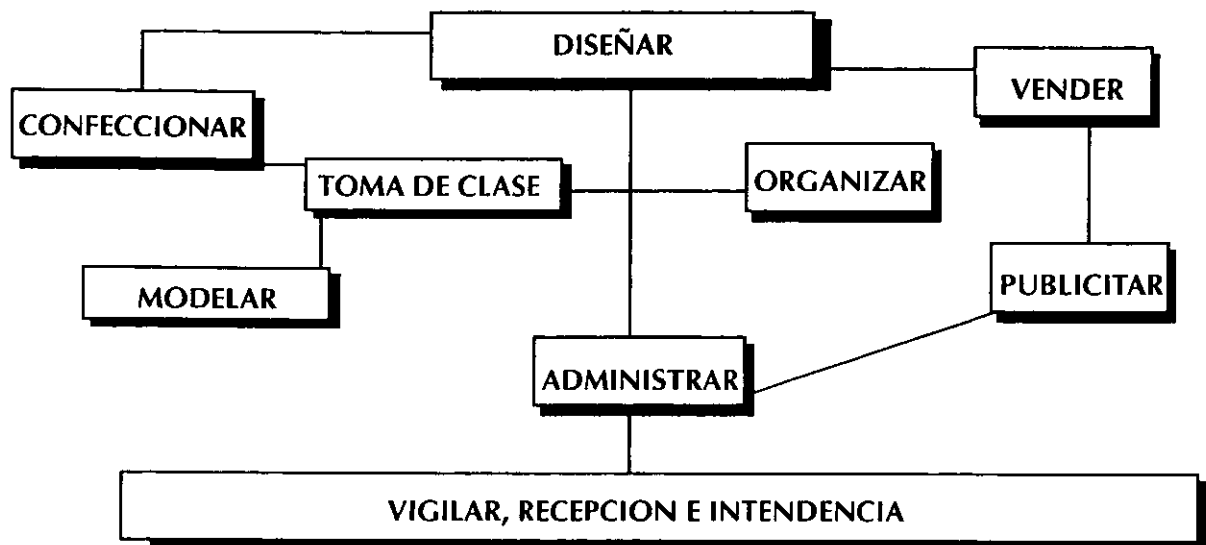 DISEÑAR
VENDER
CONFECCIONAR
TOMA DE CLASE
ORGANIZAR
MODELAR
PUBLICITAR
ADMINISTRAR
VIGILAR, RECEPCION E INTENDENCIA